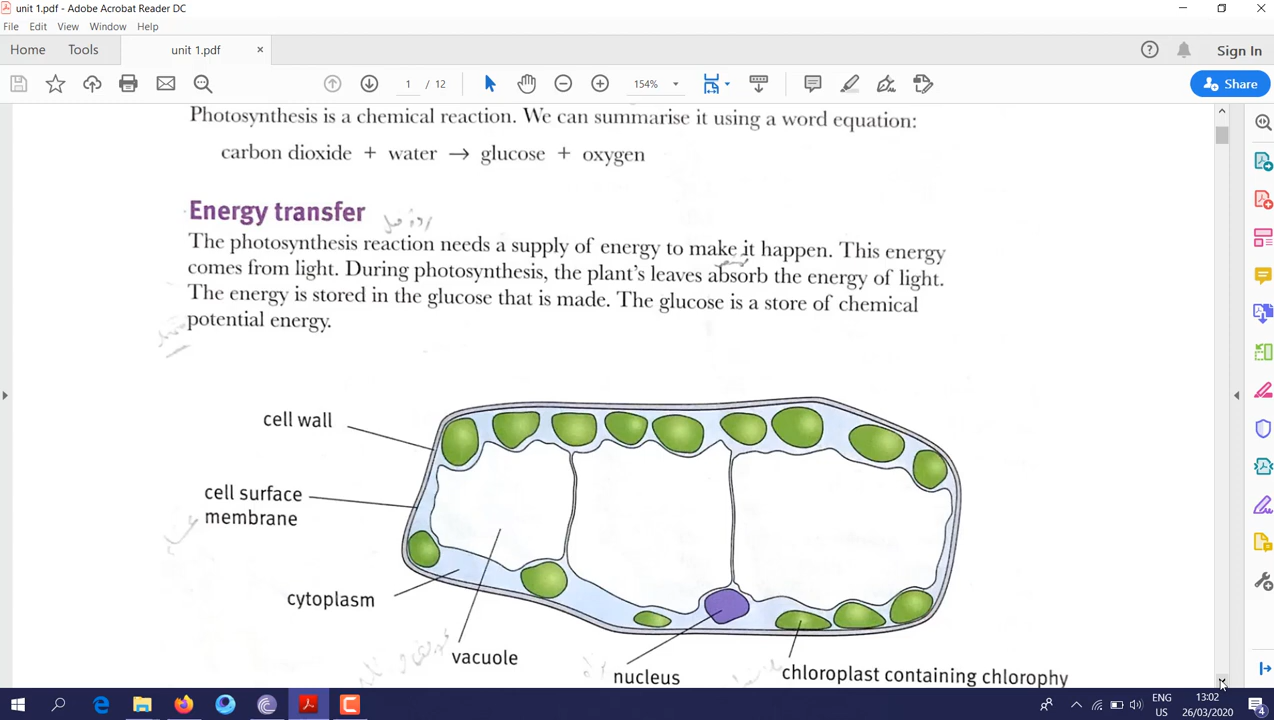 unit 1.pdf - Adobe Acrobat Reader DC
File Edit View Window Help
Home Tools unit 1.pdf × Sign In
1 / 12 154% Share
Photosynthesis is a chemical reaction. We can summarise it using a word equation:
carbon dioxide + water → glucose + oxygen
Energy transfer
The photosynthesis reaction needs a supply of energy to make it happen. This energy
comes from light. During photosynthesis, the plant's leaves absorb the energy of light.
The energy is stored in the glucose that is made. The glucose is a store of chemical
potential energy.
cell wall
cell surface
membrane
cytoplasm
vacuole
nucleus
chloroplast containing chlorophy
ENG
US
13:02
26/03/2020
4